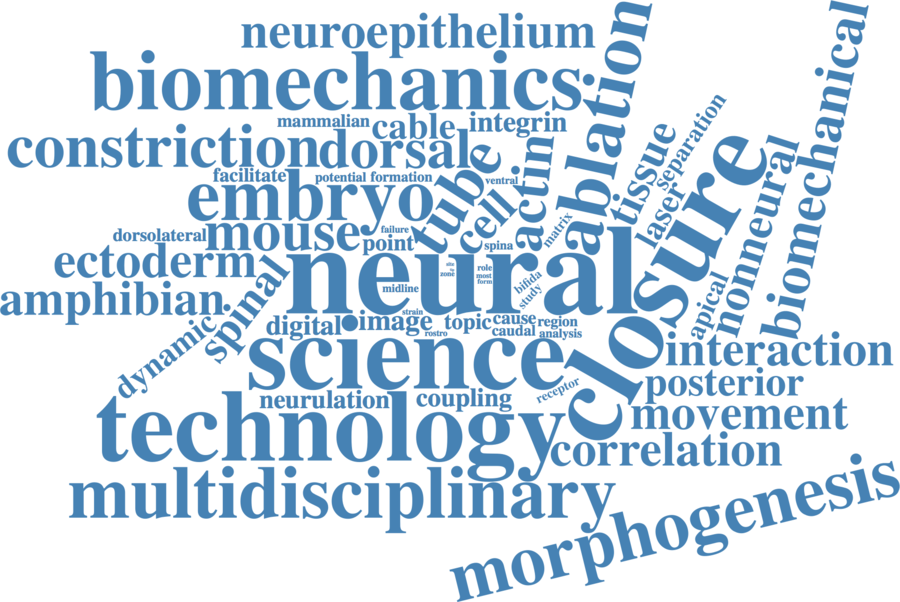 neuroepithelium
biomechanics
ablation
biomechanical
mammalian
cable
integrin
tissue
separation
constriction
dorsal
tube
actin
closure
facilitate
potential formation
ventral
cell
laser
nonneural
embryo
matrix
dorsolateral
mouse
failure
point
spina
ectoderm
neural
site
zone
role
most
form
bifida
study
apical
amphibian
spinal
midline
strain
digital
image
rostro
topic
cause
caudal
region
analysis
dynamic
science
interaction
receptor
posterior
neurulation
coupling
technology
movement
correlation
multidisciplinary
morphogenesis